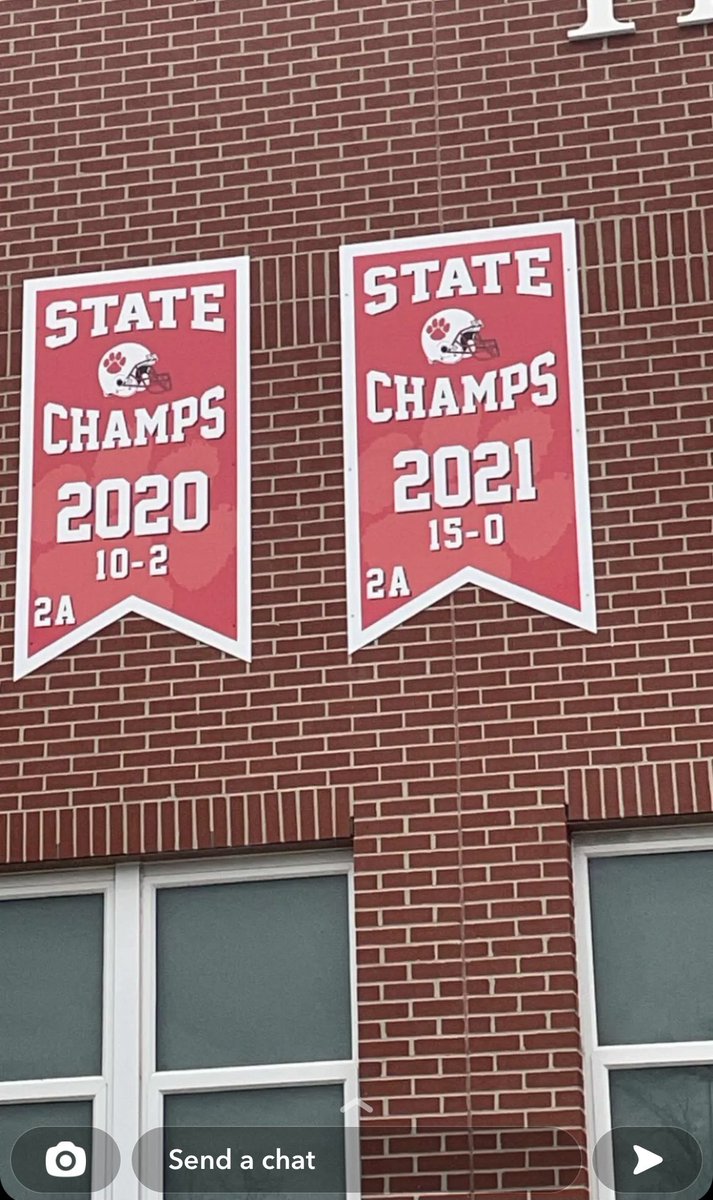 STATE
CHAMPS
2020
10-2
2A
STATE
CHAMPS
2021
15-0
2A
Send a chat